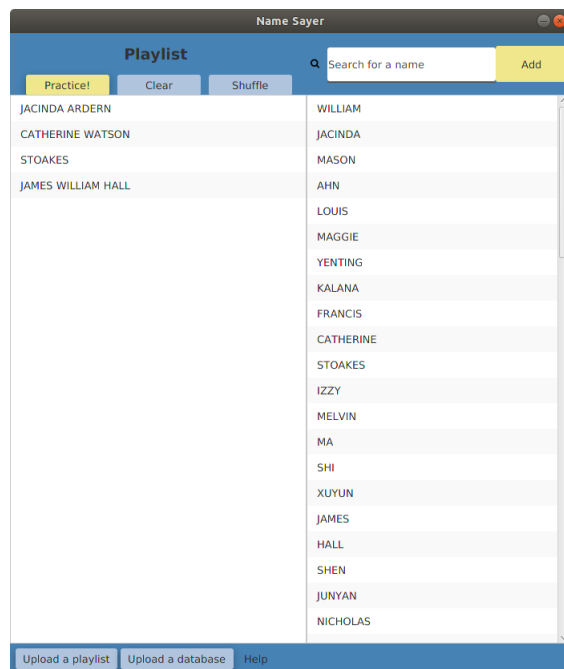 Name Sayer
Playlist
Search for a name
Add
Practice!
Clear
Shuffle
JACINDA ARDERN
CATHERINE WATSON
STOAKES
JAMES WILLIAM HALL
WILLIAM
JACINDA
MASON
AHN
LOUIS
MAGGIE
YENTING
KALANA
FRANCIS
CATHERINE
STOAKES
IZZY
MELVIN
MA
SHI
XUYUN
JAMES
HALL
SHEN
JUNYAN
NICHOLAS
Upload a playlist
Upload a database
Help